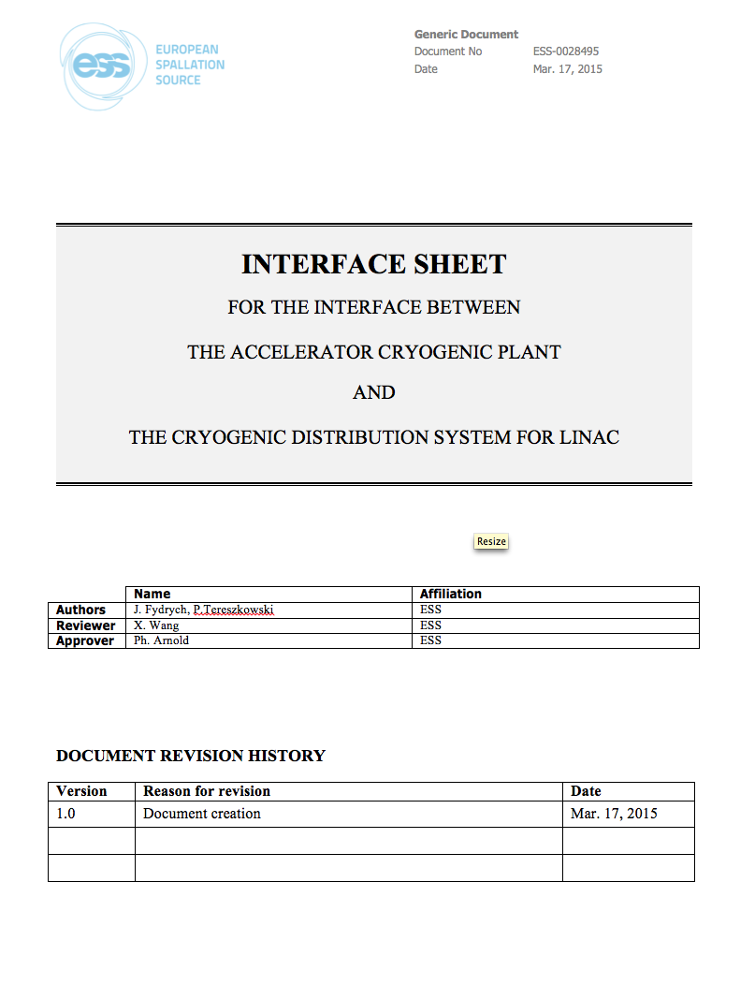 ess
EUROPEAN
SPALLATION
SOURCE
Generic Document
Document No ESS-0028495
Date Mar. 17, 2015
INTERFACE SHEET
FOR THE INTERFACE BETWEEN
THE ACCELERATOR CRYOGENIC PLANT
AND
THE CRYOGENIC DISTRIBUTION SYSTEM FOR LINAC
Resize
Name Affiliation
Authors J. Fydrych, P.Tereszkowski ESS
Reviewer X. Wang ESS
Approver Ph. Arnold ESS
DOCUMENT REVISION HISTORY
Version Reason for revision Date
1.0 Document creation Mar. 17, 2015